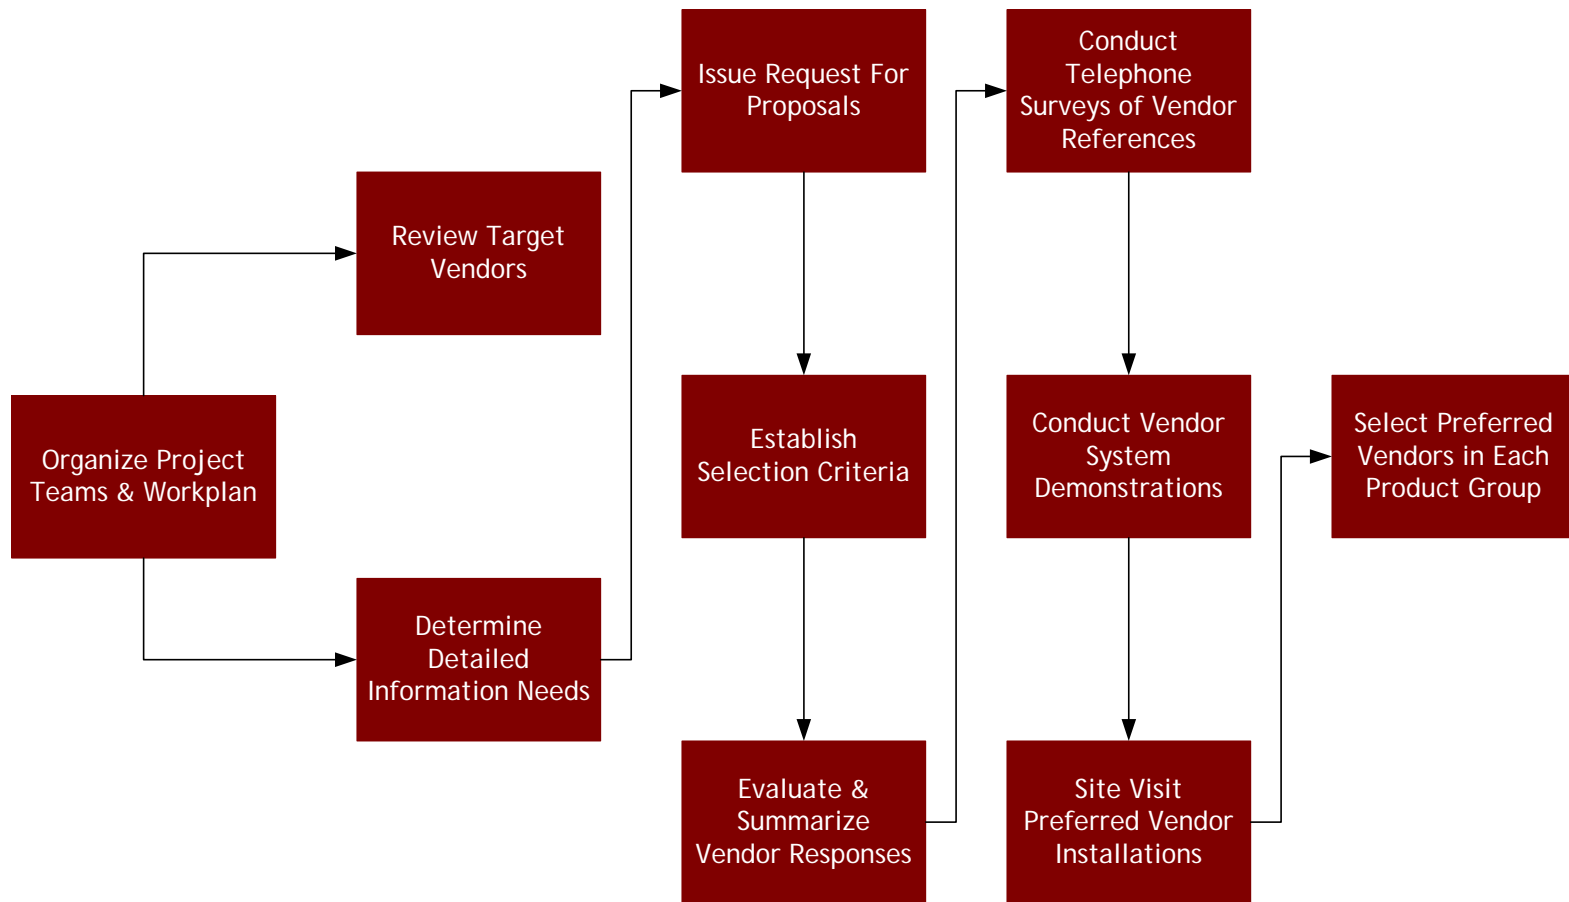 Organize Project
Teams & Workplan
Review Target
Vendors
Determine
Detailed
Information Needs
Issue Request For
Proposals
Establish
Selection Criteria
Evaluate &
Summarize
Vendor Responses
Conduct
Telephone
Surveys of Vendor
References
Conduct Vendor
System
Demonstrations
Site Visit
Preferred Vendor
Installations
Select Preferred
Vendors in Each
Product Group